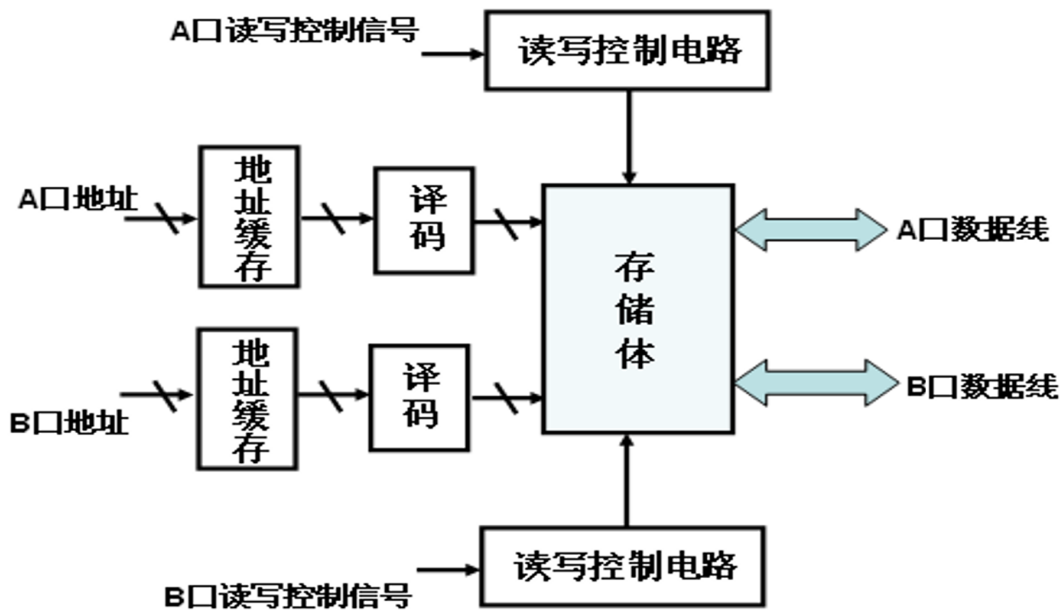 A口读写控制信号
读写控制电路
A口地址
地址缓存
译码
存储体
A口数据线
B口地址
地址缓存
译码
B口数据线
B口读写控制信号
读写控制电路